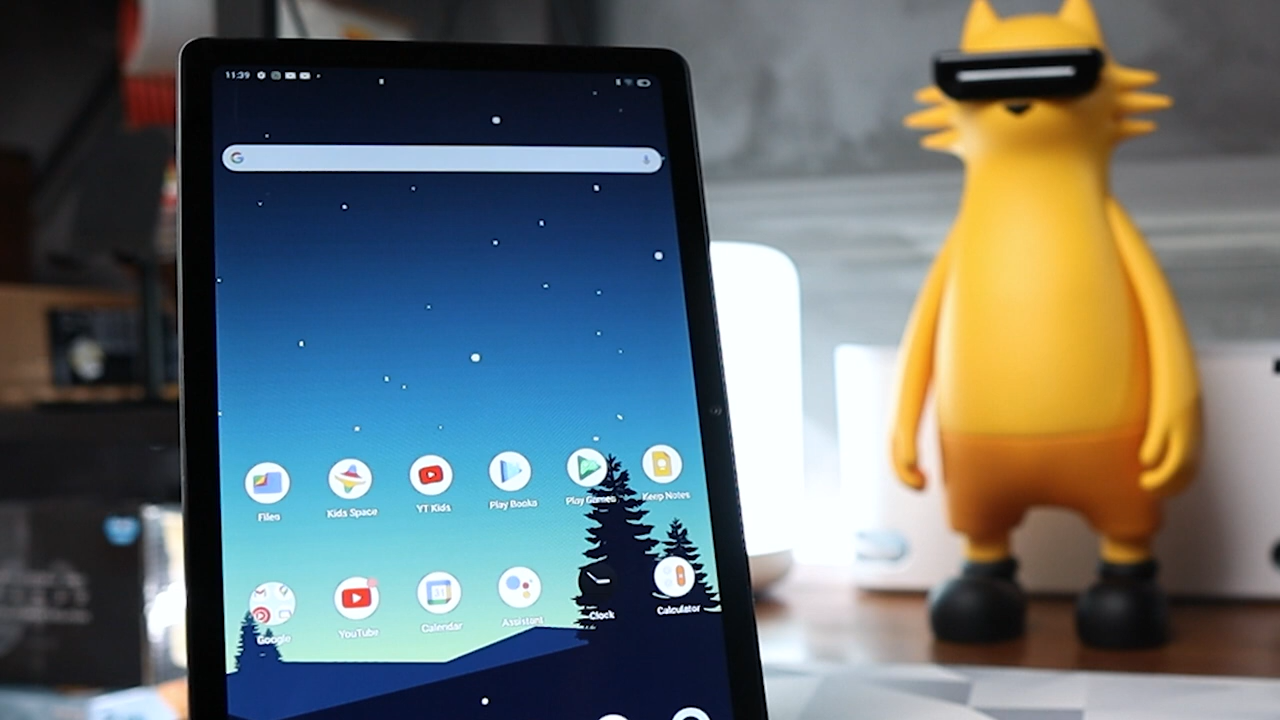 11:39
G
Files
Kids Space
YT Kids
Play Books
Play Games
Keep Notes
Google
YouTube
Calendar
Assistant
Clock
Calculator